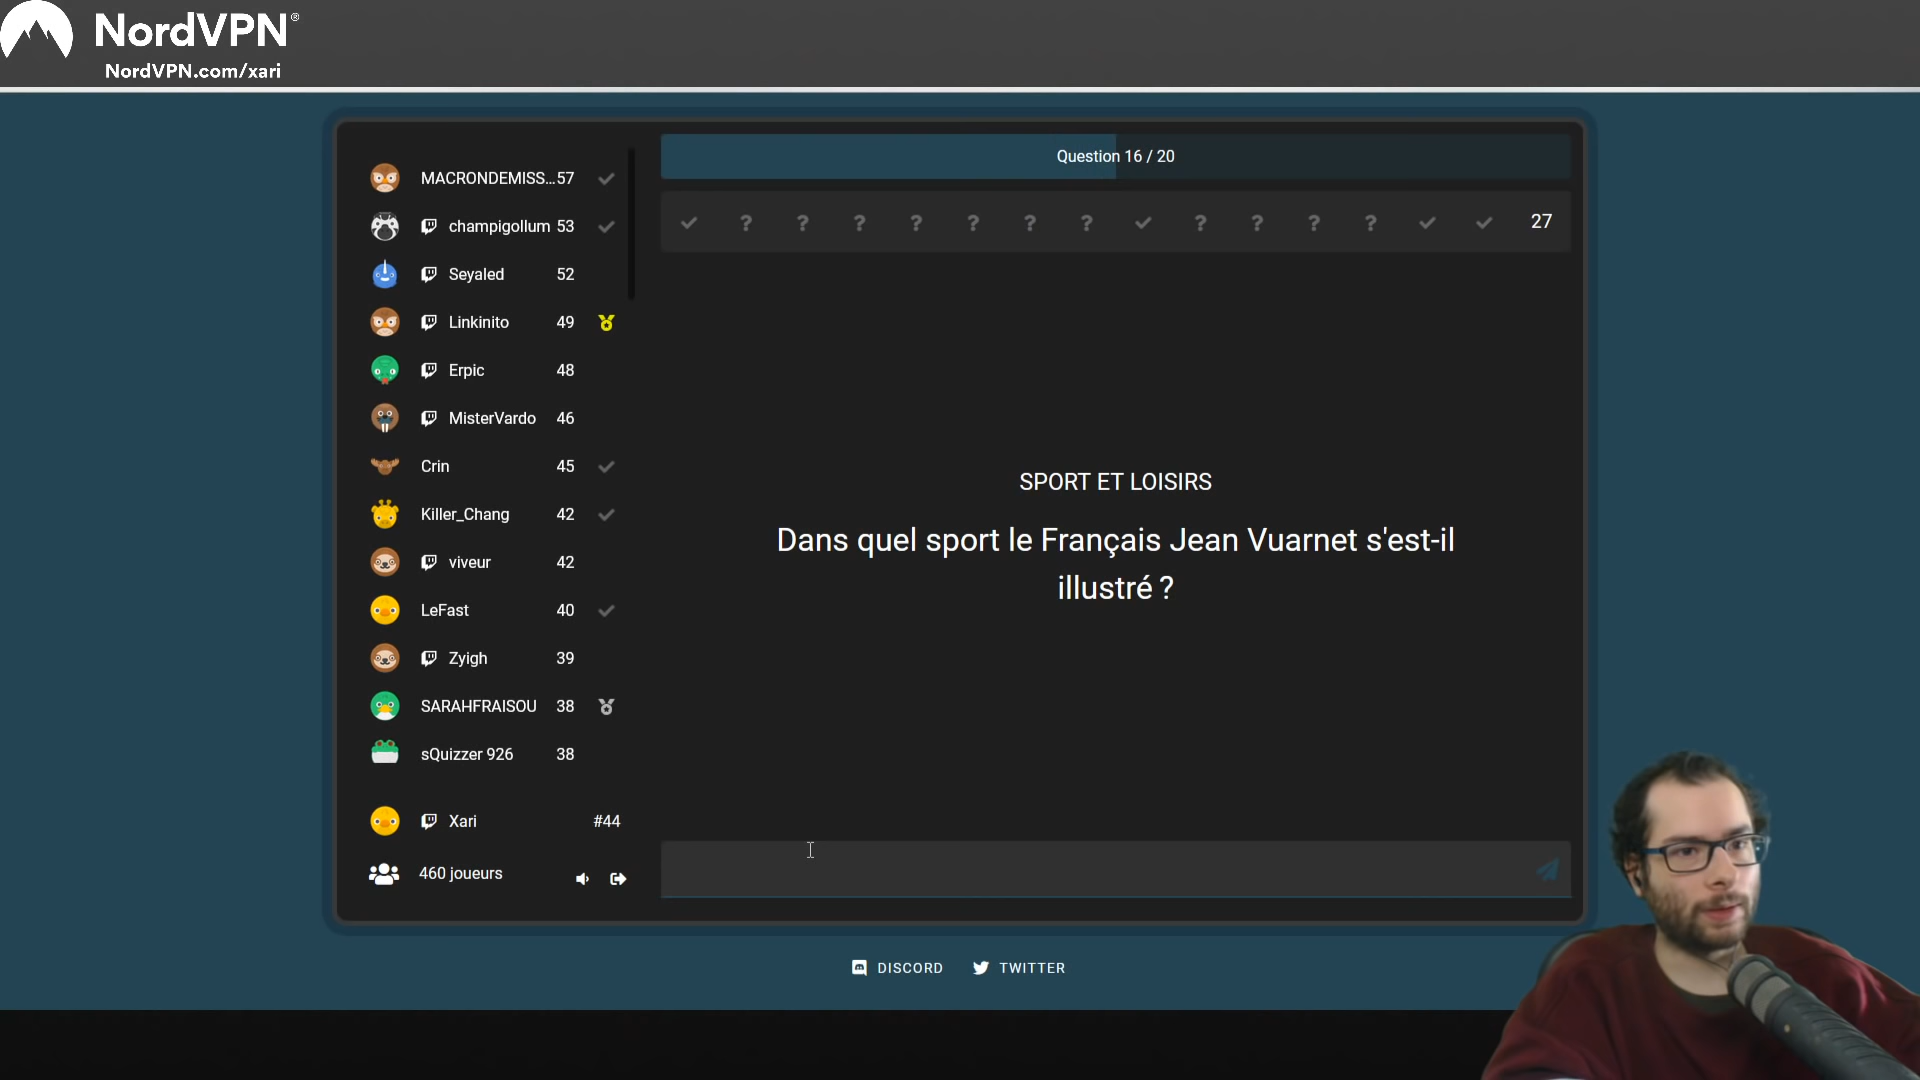 NordVPN®
NordVPN.com/xari
Question 16 / 20
? ? ? ? ? ? ? ? ? ? ? 27
MACRONDEMISS... 57
champigollum 53
Seyaled 52
Linkinito 49
Erpic 48
MisterVardo 46
Crin 45
Killer_Chang 42
viveur 42
LeFast 40
Zyigh 39
SARAHFRAISOU 38
sQuizzer 926 38
Xari #44
460 joueurs
SPORT ET LOISIRS
Dans quel sport le Français Jean Vuarnet s'est-il
illustré ?
DISCORD TWITTER